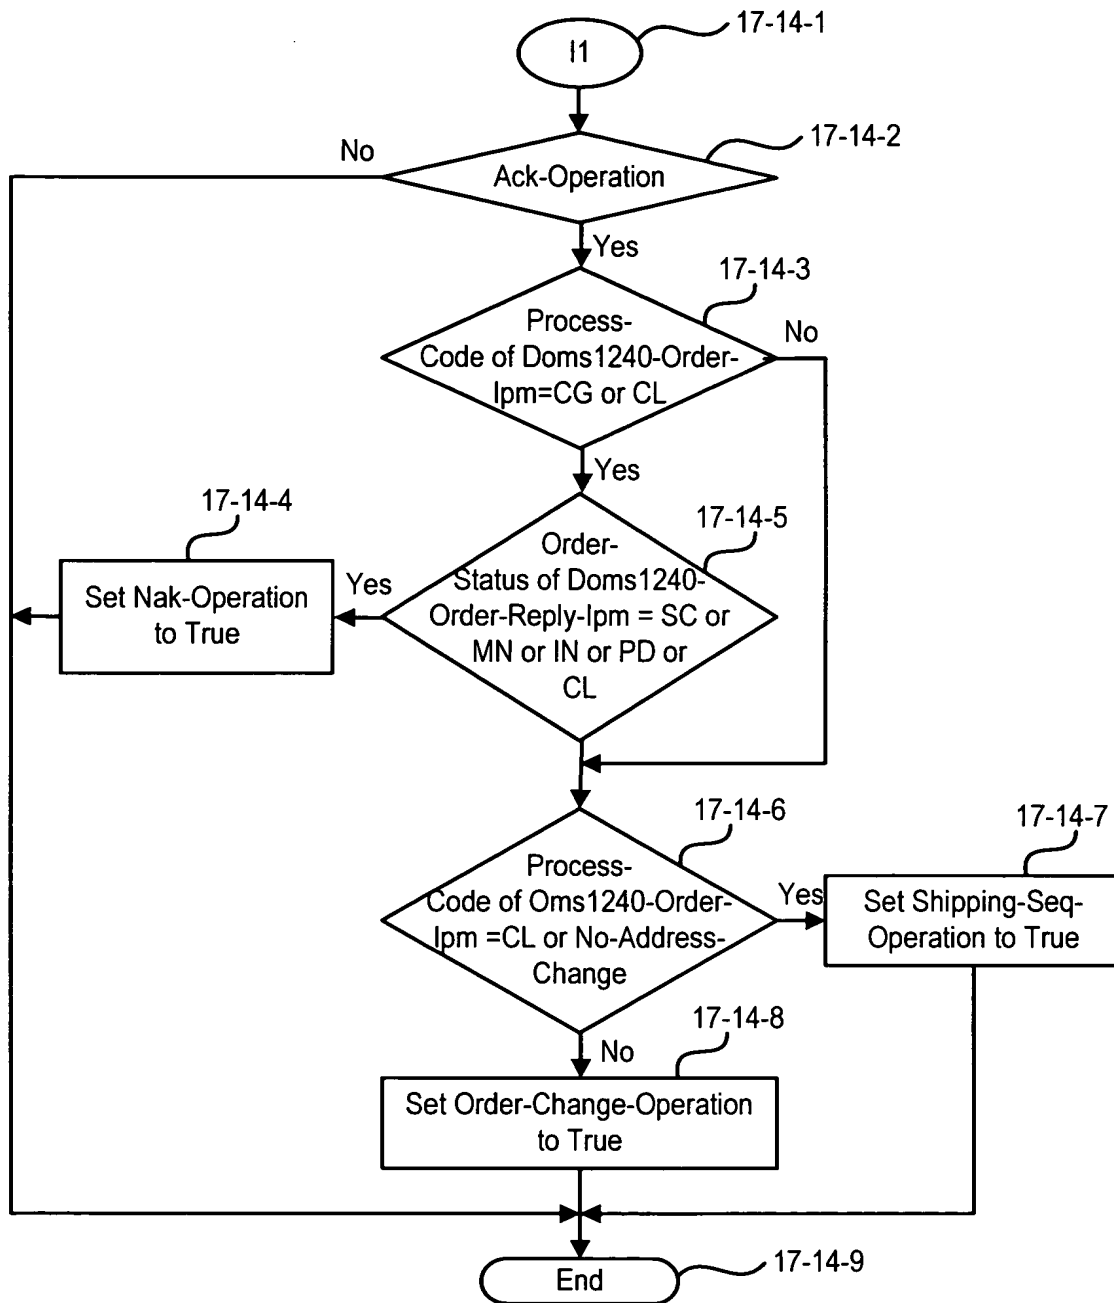 17-14-1
I1
17-14-2
No
Ack-Operation
Yes
17-14-3
Process-
Code of Doms1240-Order-
Ipm=CG or CL
No
Yes
17-14-4
17-14-5
Set Nak-Operation
to True
Yes
Order-
Status of Doms1240-
Order-Reply-Ipm = SC or
MN or IN or PD or
CL
17-14-6
17-14-7
Process-
Code of Oms1240-Order-
Ipm =CL or No-Address-
Change
Yes
Set Shipping-Seq-
Operation to True
No
17-14-8
Set Order-Change-Operation
to True
End
17-14-9